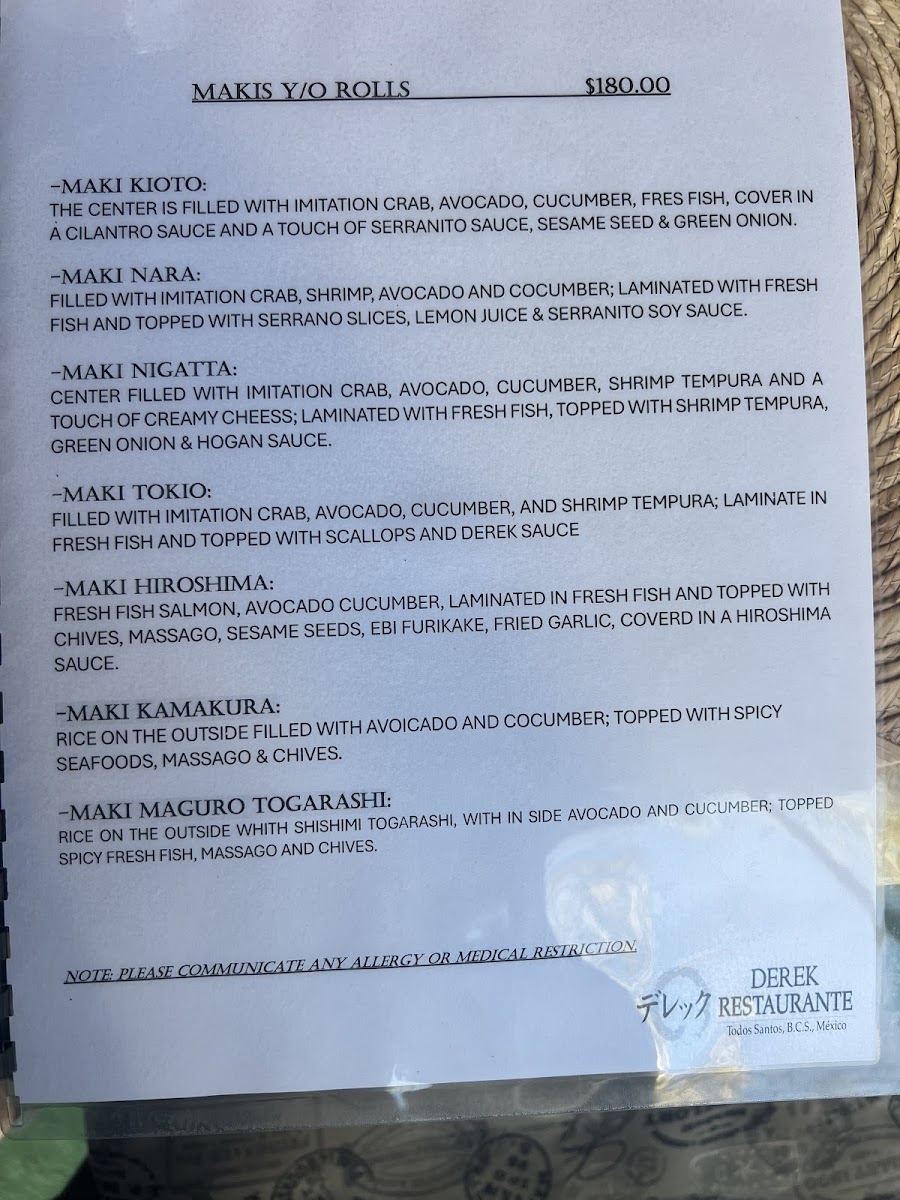 MAKIS Y/O ROLLS $180.00
-MAKI KIOTO:
THE CENTER IS FILLED WITH IMITATION CRAB, AVOCADO, CUCUMBER, FRES FISH, COVER IN
A CILANTRO SAUCE AND A TOUCH OF SERRANITO SAUCE, SESAME SEED & GREEN ONION.
-MAKI NARA:
FILLED WITH IMITATION CRAB, SHRIMP, AVOCADO AND COCUMBER; LAMINATED WITH FRESH
FISH AND TOPPED WITH SERRANO SLICES, LEMON JUICE & SERRANITO SOY SAUCE.
-MAKI NIGATTA:
CENTER FILLED WITH IMITATION CRAB, AVOCADO, CUCUMBER, SHRIMP TEMPURA AND A
TOUCH OF CREAMY CHEESS; LAMINATED WITH FRESH FISH, TOPPED WITH SHRIMP TEMPURA,
GREEN ONION & HOGAN SAUCE.
-MAKI TOKIO:
FILLED WITH IMITATION CRAB, AVOCADO, CUCUMBER, AND SHRIMP TEMPURA; LAMINATE IN
FRESH FISH AND TOPPED WITH SCALLOPS AND DEREK SAUCE
-MAKI HIROSHIMA:
FRESH FISH SALMON, AVOCADO CUCUMBER, LAMINATED IN FRESH FISH AND TOPPED WITH
CHIVES, MASSAGO, SESAME SEEDS, EBI FURIKAKE, FRIED GARLIC, COVERD IN A HIROSHIMA
SAUCE.
-MAKI KAMAKURA:
RICE ON THE OUTSIDE FILLED WITH AVOICADO AND COCUMBER; TOPPED WITH SPICY
SEAFOODS, MASSAGO & CHIVES.
-MAKI MAGURO TOGARASHI:
RICE ON THE OUTSIDE WHITH SHISHIMI TOGARASHI, WITH IN SIDE AVOCADO AND CUCUMBER; TOPPED
SPICY FRESH FISH, MASSAGO AND CHIVES.
NOTE: PLEASE COMMUNICATE ANY ALLERGY OR MEDICAL RESTRICTION.
デレック DEREK
RESTAURANTE
Todos Santos, B.C.S., México